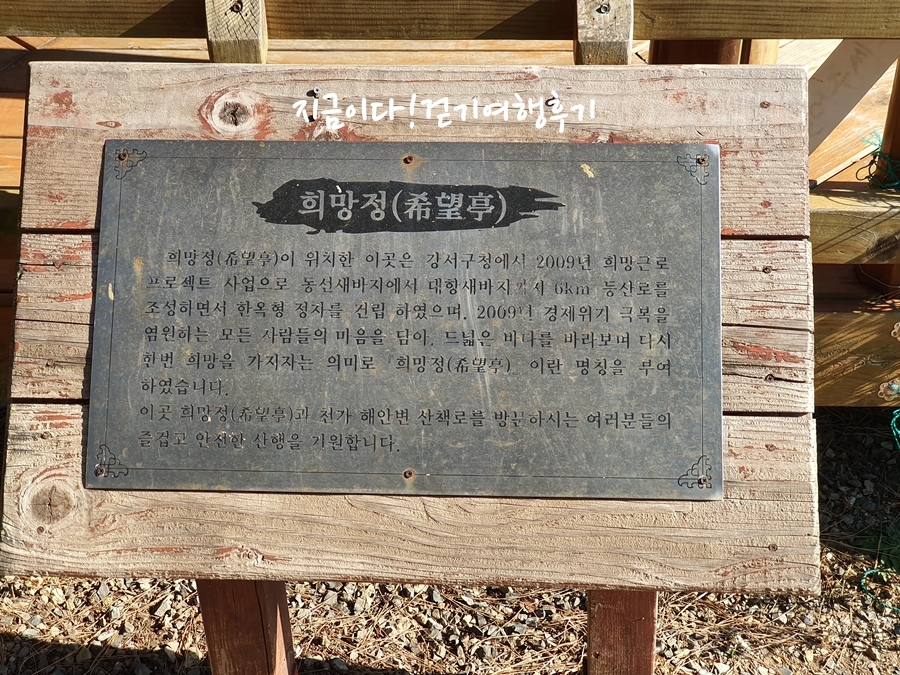 지금이다! 걷기여행후기
희망정(希望亭)
희망정(希望亭)이 위치한 이곳은 강서구청에서 2009년 희망근로
프로젝트 사업으로 동선새바지에서 대항새바지까지 6km 등산로를
조성하면서 한옥형 정자를 건립 하였으며, 2009년 경제위기 극복을
염원하는 모든 사람들의 마음을 담아, 드넓은 바다를 바라보며 다시
한번 희망을 가지자는 의미로 「희망정(希望亭)」이란 명칭을 부여
하였습니다.
이곳 희망정(希望亭)과 천가 해안변 산책로를 방문하시는 여러분들의
즐겁고 안전한 산행을 기원합니다.